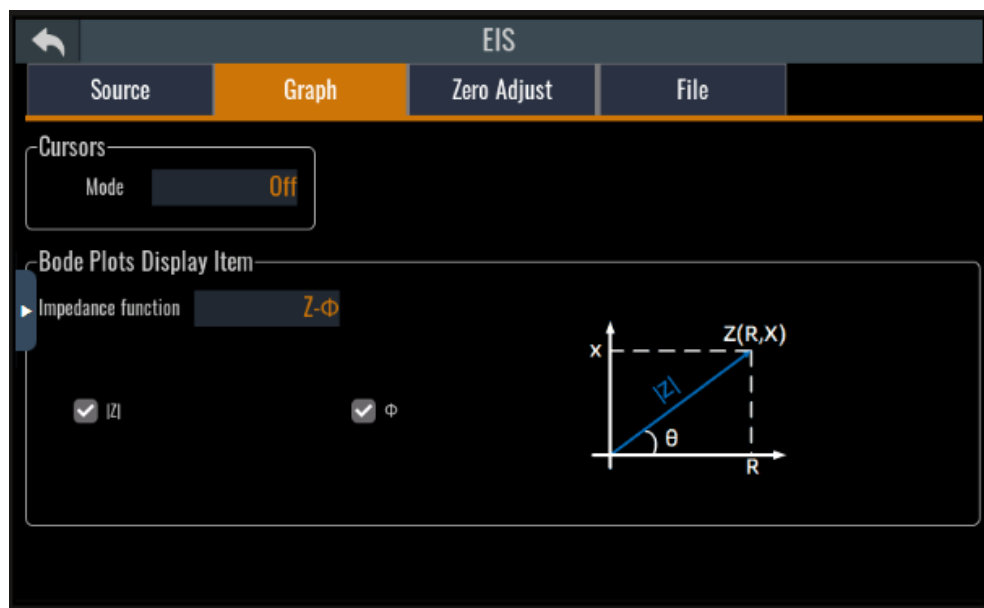 EIS
Source Graph Zero Adjust File
Cursors
Mode Off
Bode Plots Display Item
Impedance function Z-Φ
Z(R,X)
X
|Z|
|Z| Φ
θ
R